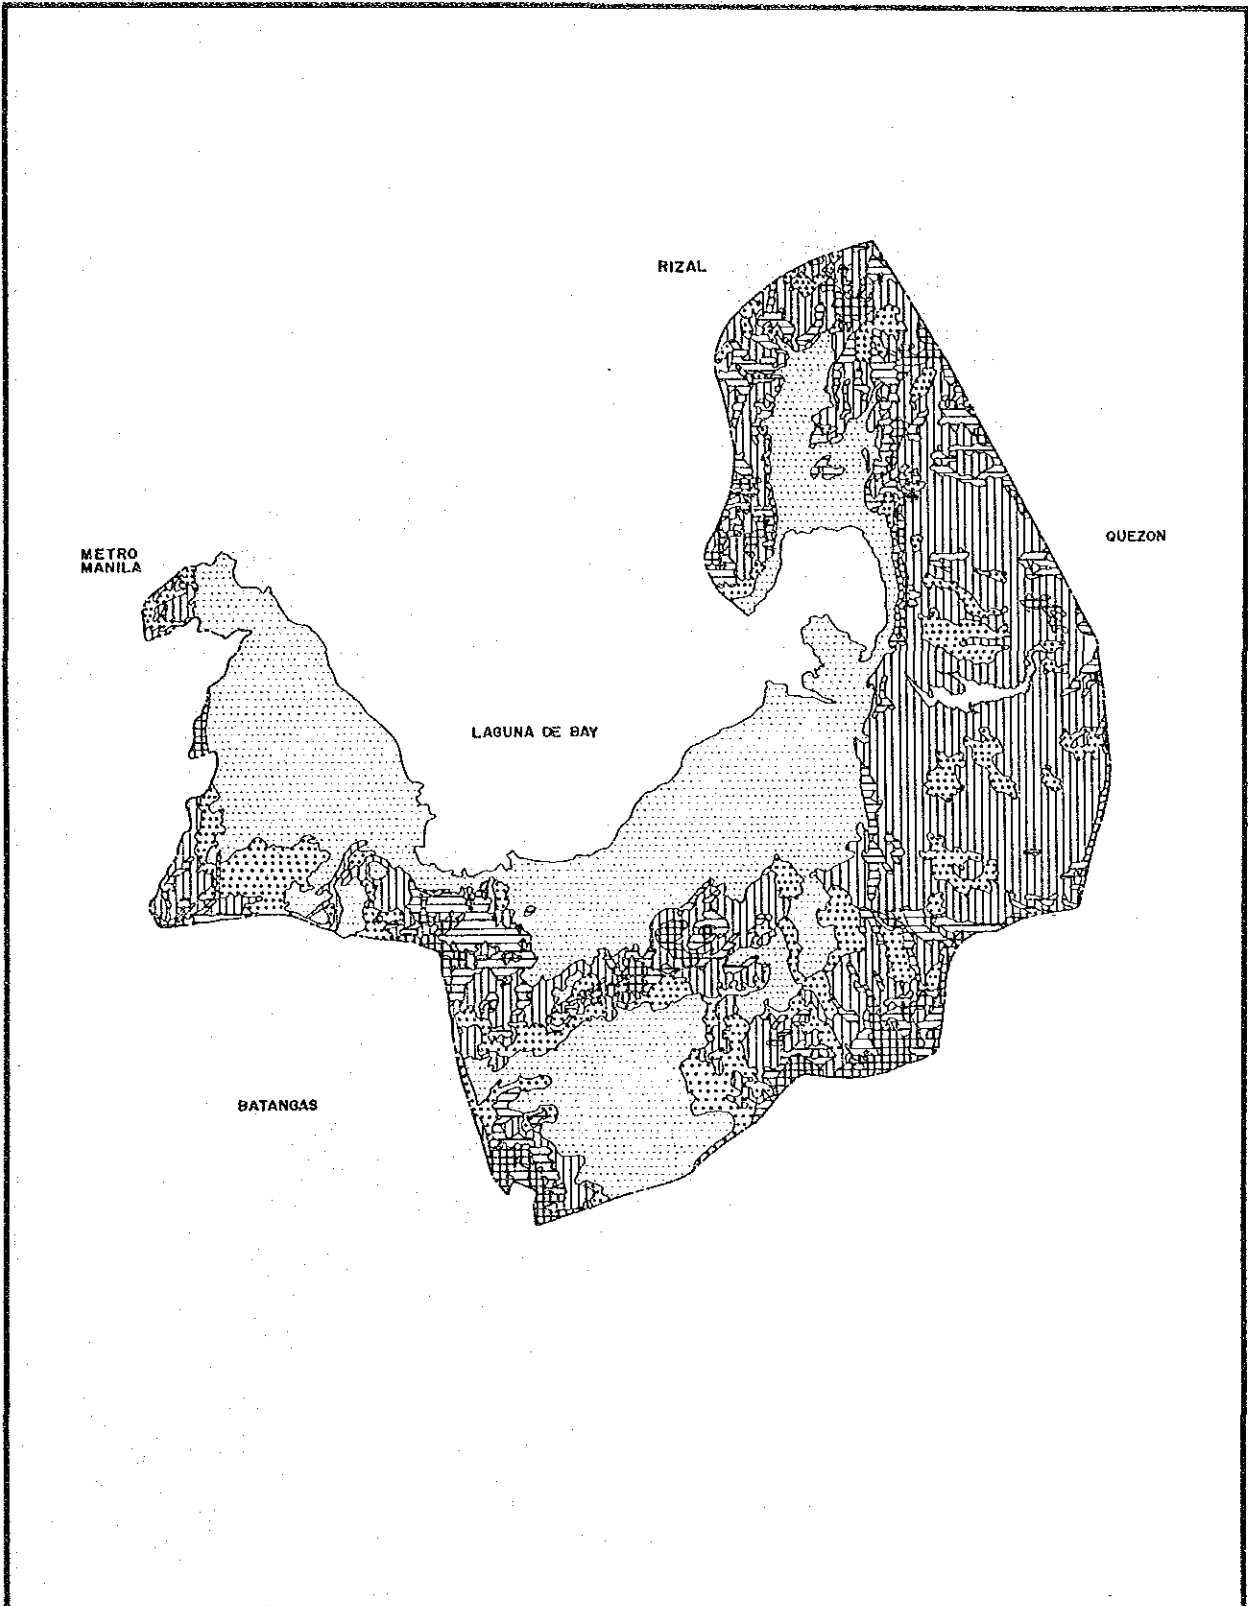 RIZAL
QUEZON
METRO
MANILA
LAGUNA DE BAY
BATANGAS